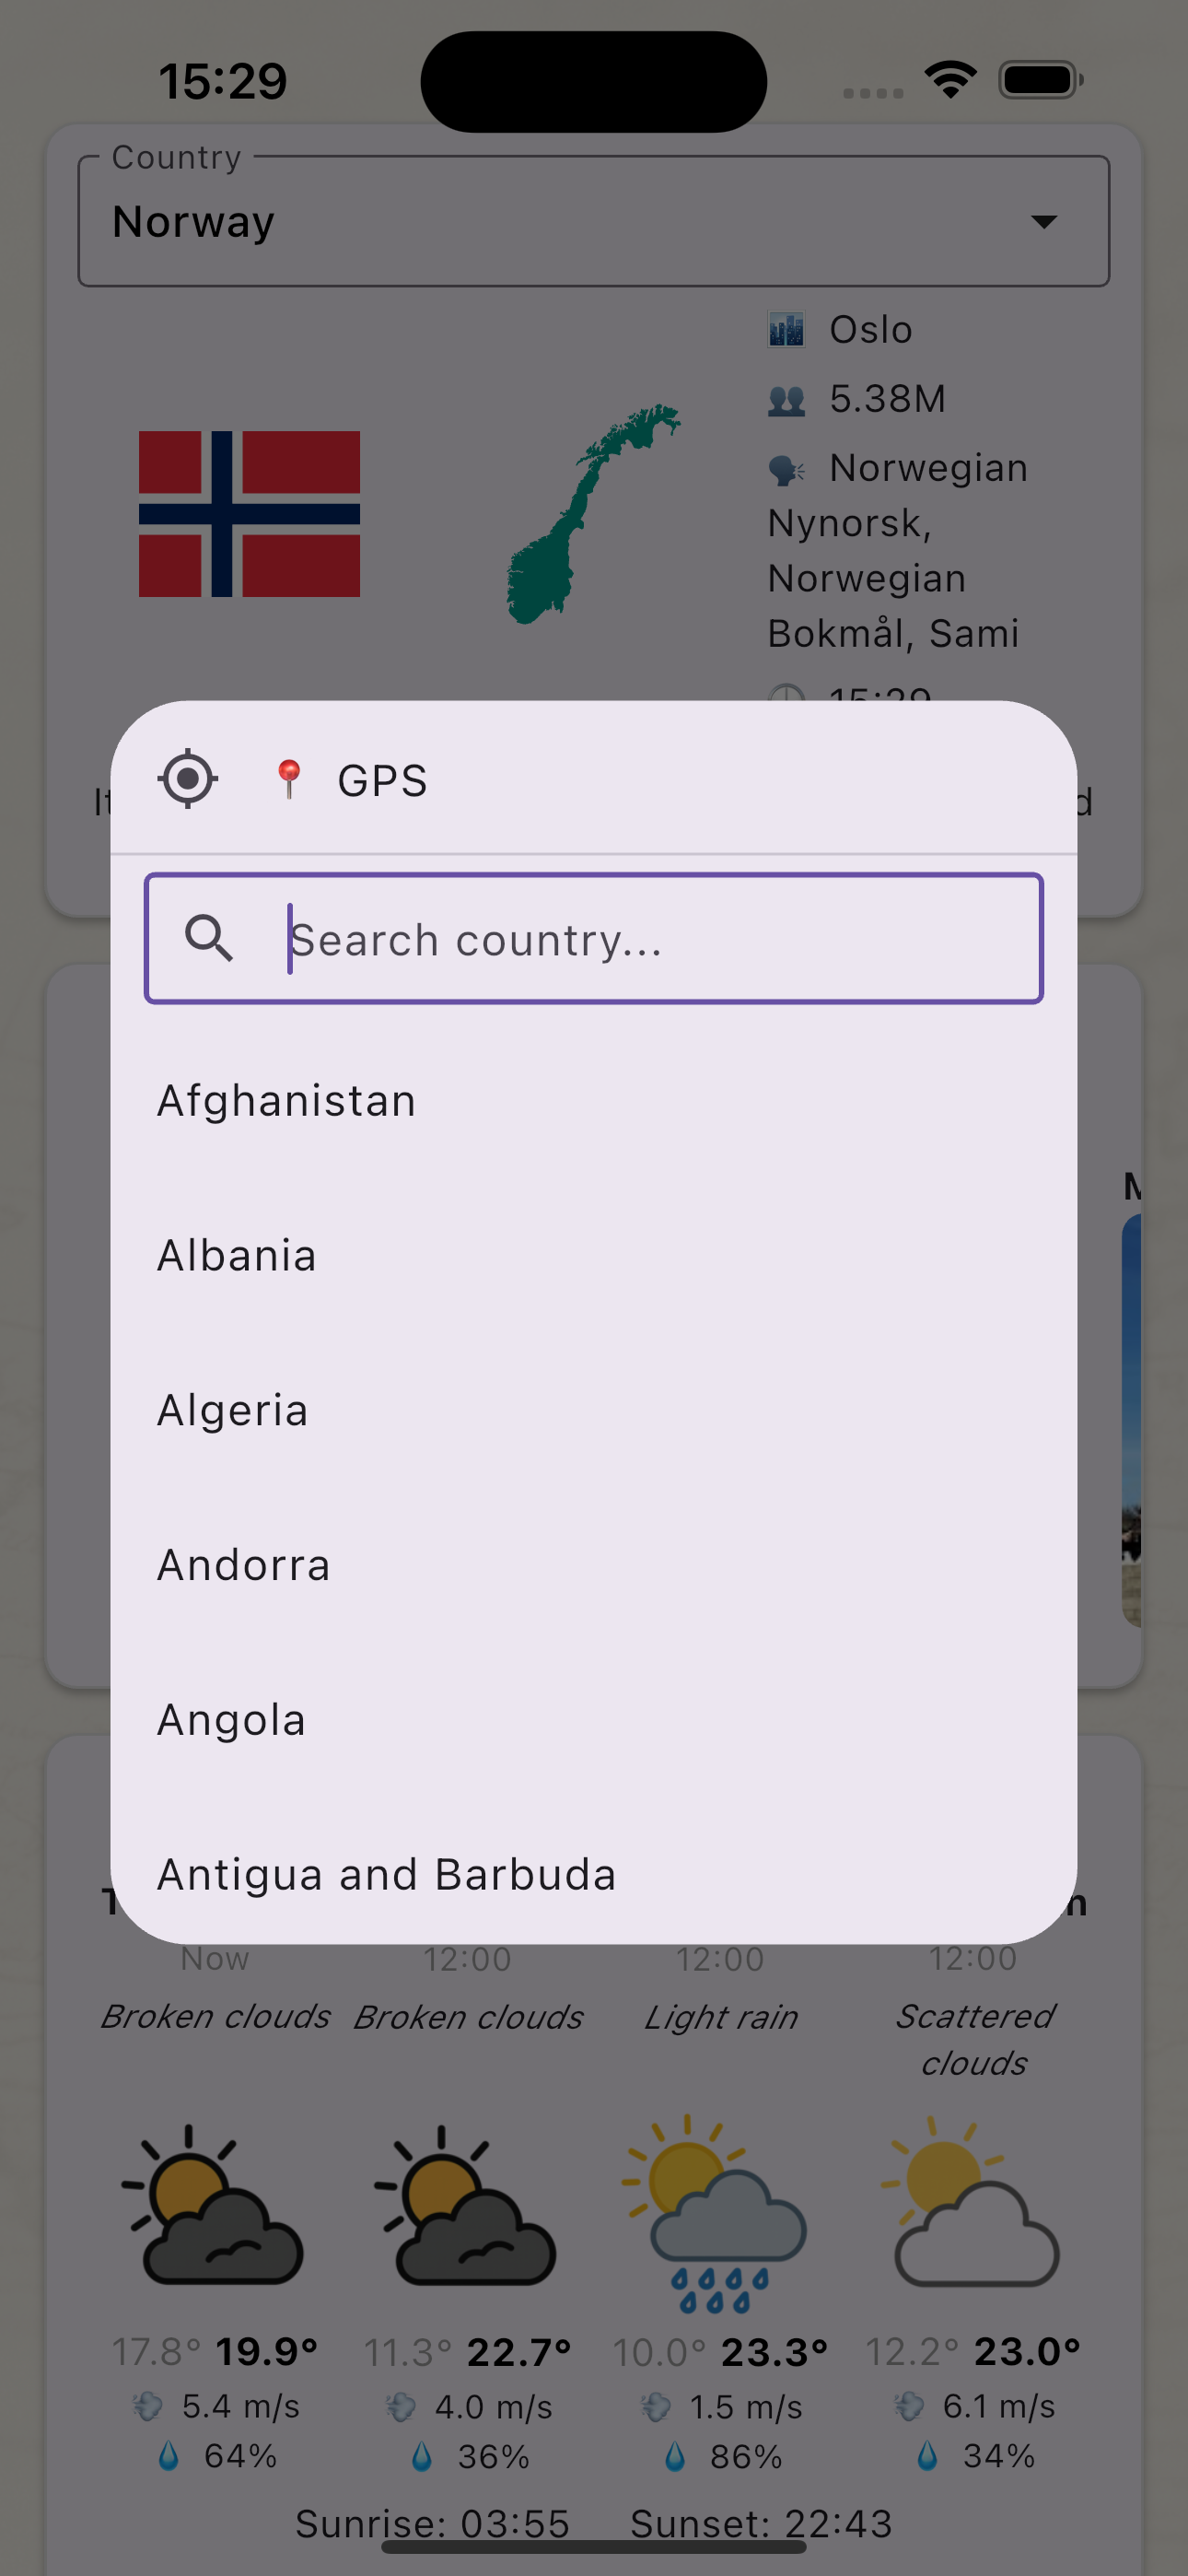 15:29
Country
Norway
Oslo
5.38M
Norwegian
Nynorsk,
Norwegian
Bokmål, Sami
15:29
GPS
Search country...
Afghanistan
Albania
Algeria
Andorra
Angola
Antigua and Barbuda
Now 12:00 12:00 12:00
Broken clouds Broken clouds Light rain Scattered
clouds
17.8° 19.9° 11.3° 22.7° 10.0° 23.3° 12.2° 23.0°
5.4 m/s 4.0 m/s 1.5 m/s 6.1 m/s
64% 36% 86% 34%
Sunrise: 03:55 Sunset: 22:43